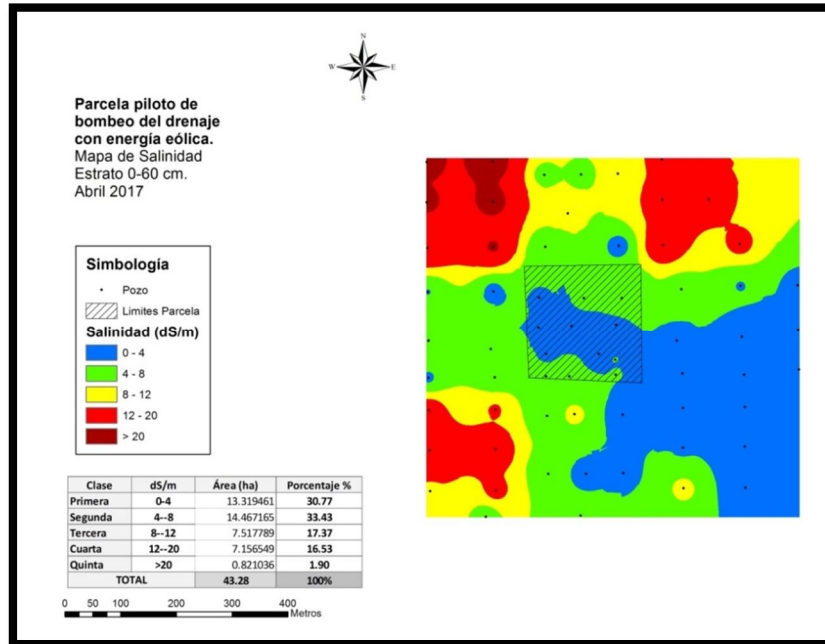 N
W E
S
Parcela piloto de
bombeo del drenaje
con energía eólica.
Mapa de Salinidad
Estrato 0-60 cm.
Abril 2017
Simbología
Pozo
Limites Parcela
Salinidad (dS/m)
0 - 4
4 - 8
8 - 12
12 - 20
> 20
Clase dS/m Área (ha) Porcentaje %
Primera 0-4 13.319461 30.77
Segunda 4--8 14.467165 33.43
Tercera 8--12 7.517789 17.37
Cuarta 12--20 7.156549 16.53
Quinta >20 0.821036 1.90
TOTAL 43.28 100%
0 50 100 200 300 400
Metros